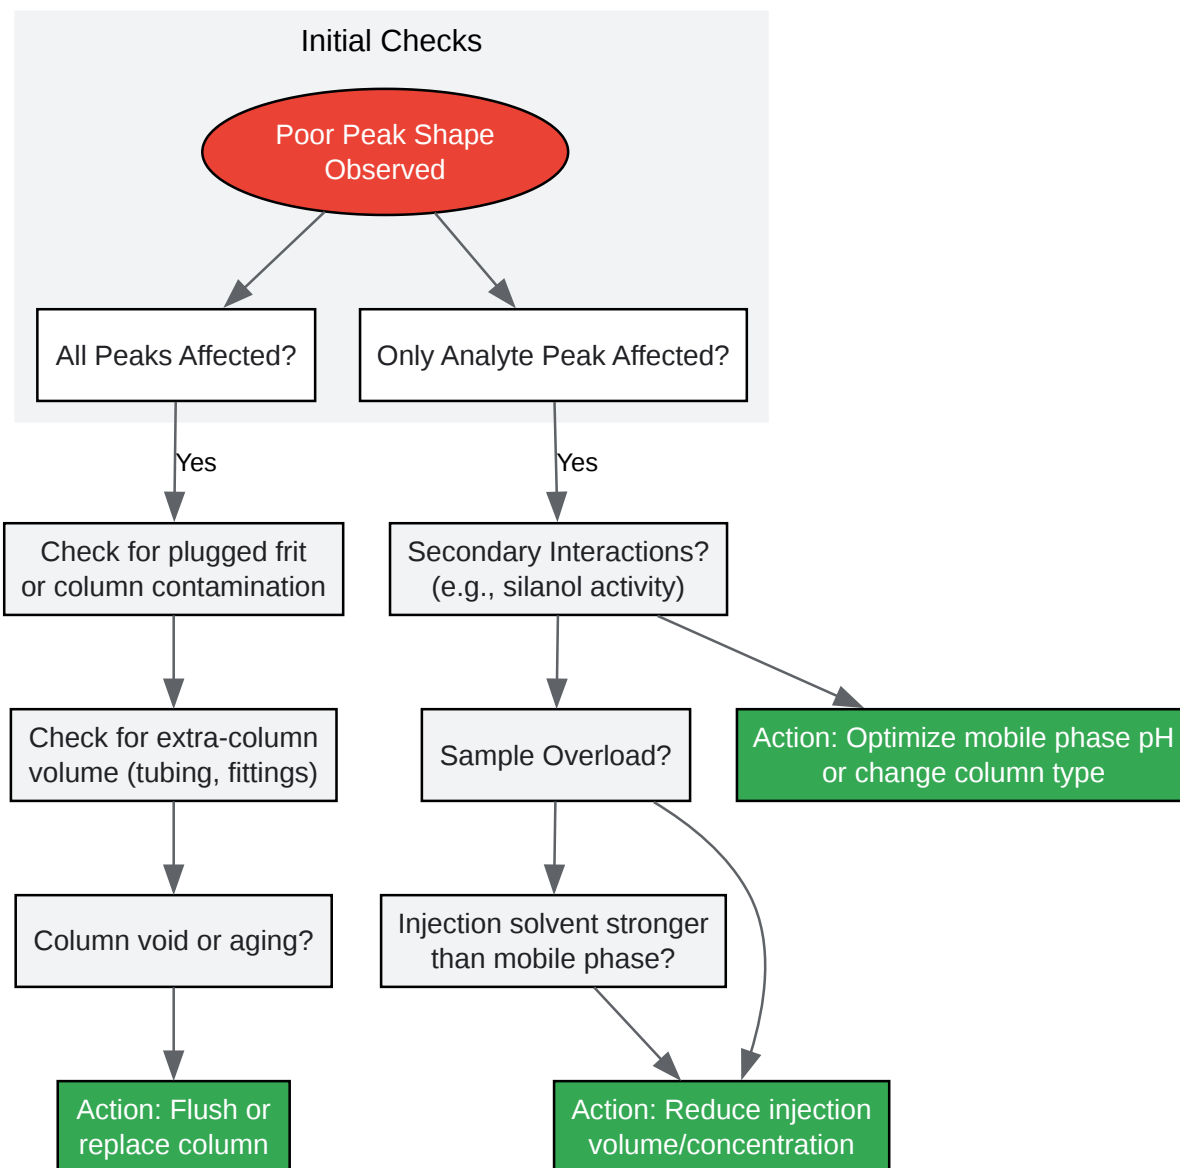 Initial Checks
Poor Peak Shape
Observed
All Peaks Affected?
Only Analyte Peak Affected?
Yes
Yes
Check for plugged frit
or column contamination
Secondary Interactions?
(e.g., silanol activity)
Check for extra-column
volume (tubing, fittings)
Sample Overload?
Action: Optimize mobile phase pH
or change column type
Column void or aging?
Injection solvent stronger
than mobile phase?
Action: Flush or
replace column
Action: Reduce injection
volume/concentration